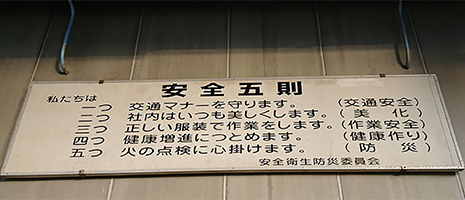 安全五則
私たちは
一つ 交通マナーを守ります。 (交通安全)
二つ 社内はいつも美しくします。 (美化)
三つ 正しい服装で作業をします。 (作業安全)
四つ 健康増進につとめます。 (健康作り)
五つ 火の点検に心掛けます。 (防災)
安全衛生防災委員会